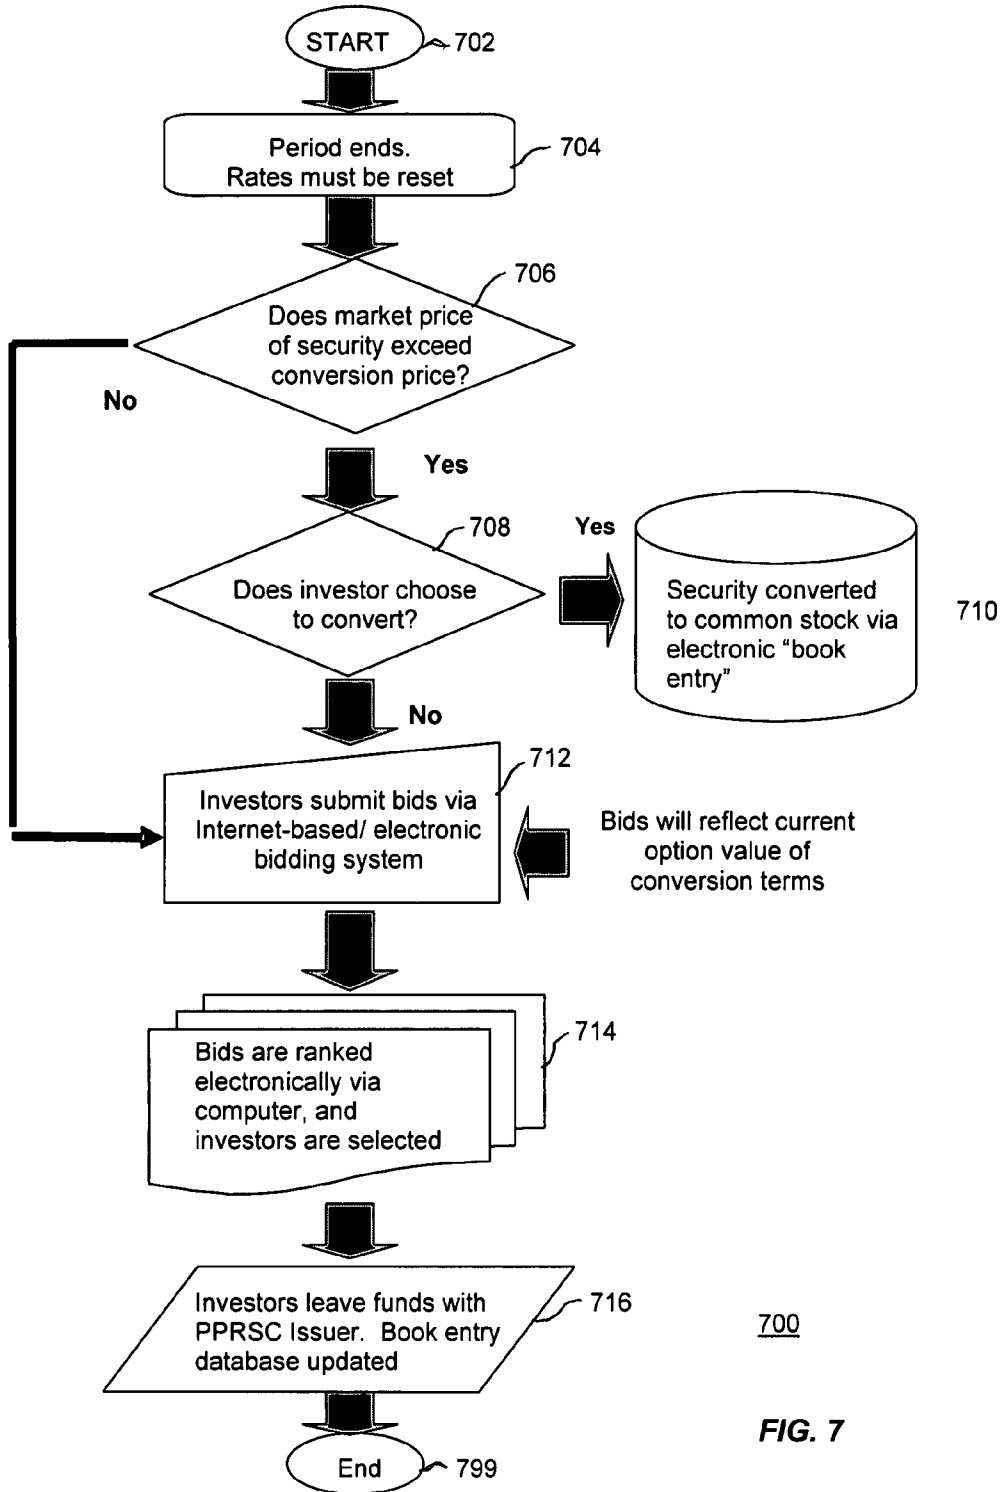 START
702
Period ends.
Rates must be reset
704
706
Does market price
of security exceed
conversion price?
No
Yes
708
Does investor choose
to convert?
Yes
Security converted
to common stock via
electronic “book
entry”
710
No
712
Investors submit bids via
Internet-based/ electronic
bidding system
Bids will reflect current
option value of
conversion terms
714
Bids are ranked
electronically via
computer, and
investors are selected
Investors leave funds with
PPRSC Issuer. Book entry
database updated
716
700
End
799
FIG. 7